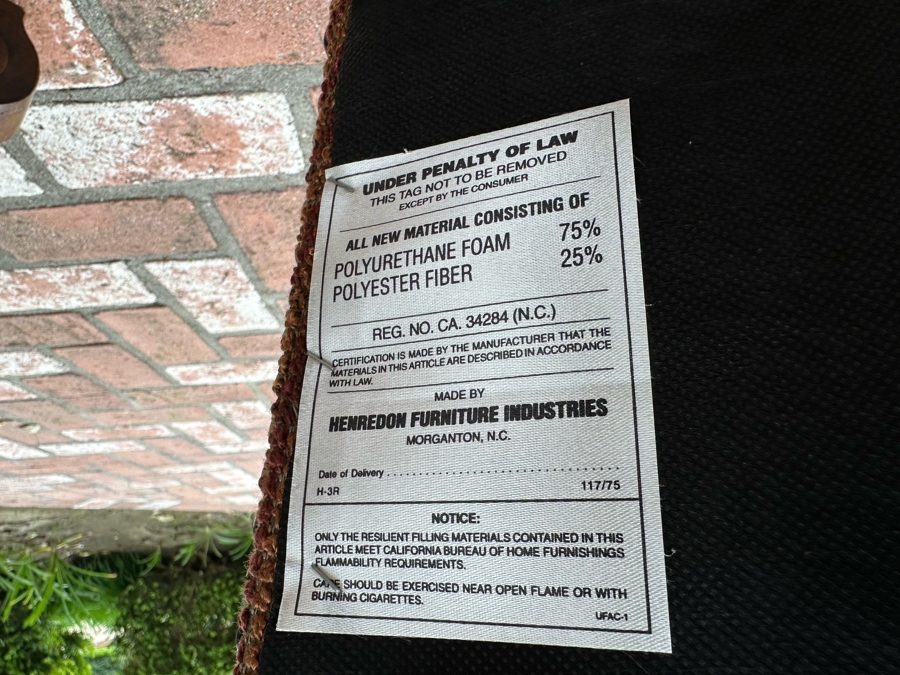 UNDER PENALTY OF LAW
THIS TAG NOT TO BE REMOVED
EXCEPT BY THE CONSUMER
ALL NEW MATERIAL CONSISTING OF
POLYURETHANE FOAM 75%
POLYESTER FIBER 25%
REG. NO. CA. 34284 (N.C.)
CERTIFICATION IS MADE BY THE MANUFACTURER THAT THE
MATERIALS IN THIS ARTICLE ARE DESCRIBED IN ACCORDANCE
WITH LAW.
MADE BY
HENREDON FURNITURE INDUSTRIES
MORGANTON, N.C.
Date of Delivery ........................................
H-3R 117/75
NOTICE:
ONLY THE RESILIENT FILLING MATERIALS CONTAINED IN THIS
ARTICLE MEET CALIFORNIA BUREAU OF HOME FURNISHINGS
FLAMMABILITY REQUIREMENTS.
CARE SHOULD BE EXERCISED NEAR OPEN FLAME OR WITH
BURNING CIGARETTES.
UFAC-1